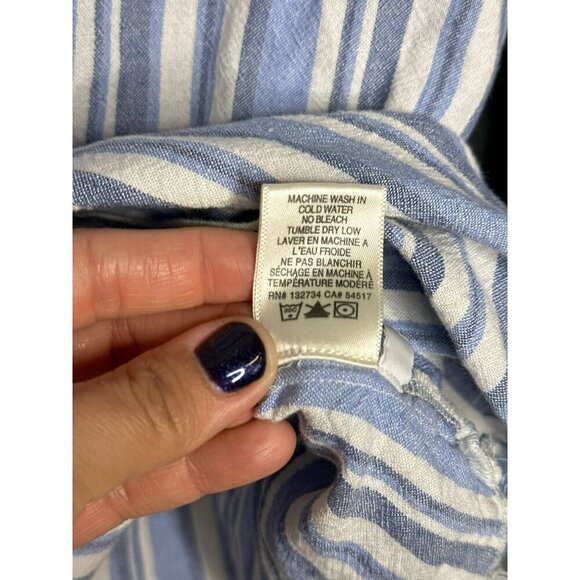 MACHINE WASH IN
COLD WATER
NO BLEACH
TUMBLE DRY LOW
LAVER EN MACHINE A
L'EAU FROIDE
NE PAS BLANCHIR
SÉCHAGE EN MACHINE À
TEMPÉRATURE MODÉRÉ
RN# 132734 CA# 54517